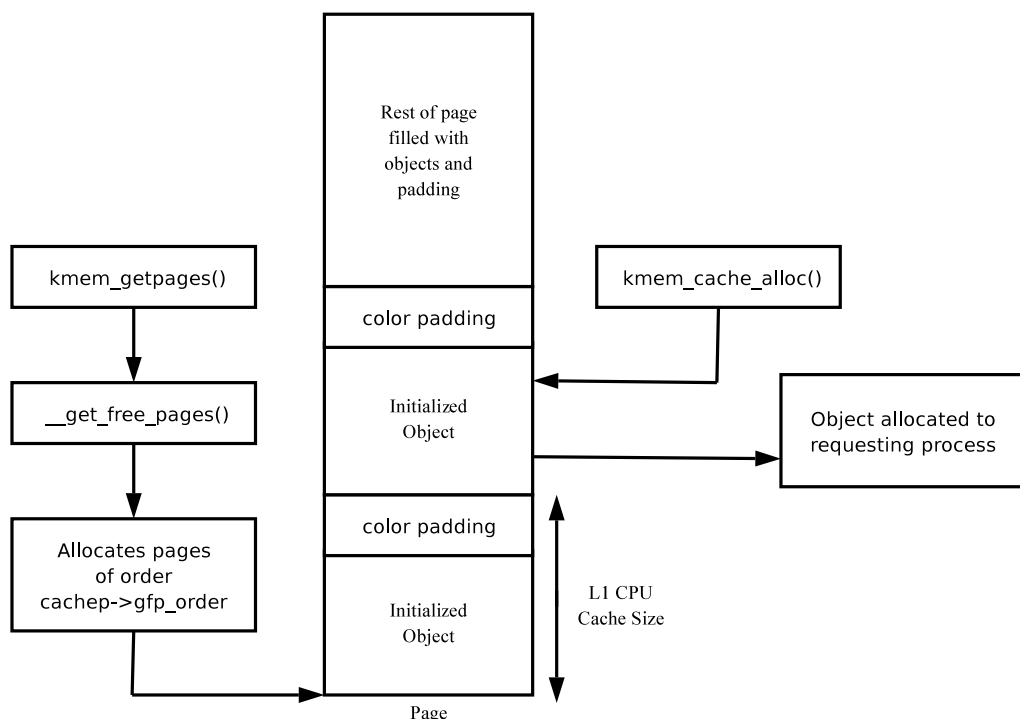 Rest of page
filled with
objects and
padding
kmem_getpages()
kmem_cache_alloc()
color padding
__get_free_pages()
Initialized
Object
Object allocated to
requesting process
color padding
Allocates pages
of order
cachep->gfp_order
L1 CPU
Cache Size
Initialized
Object
Page